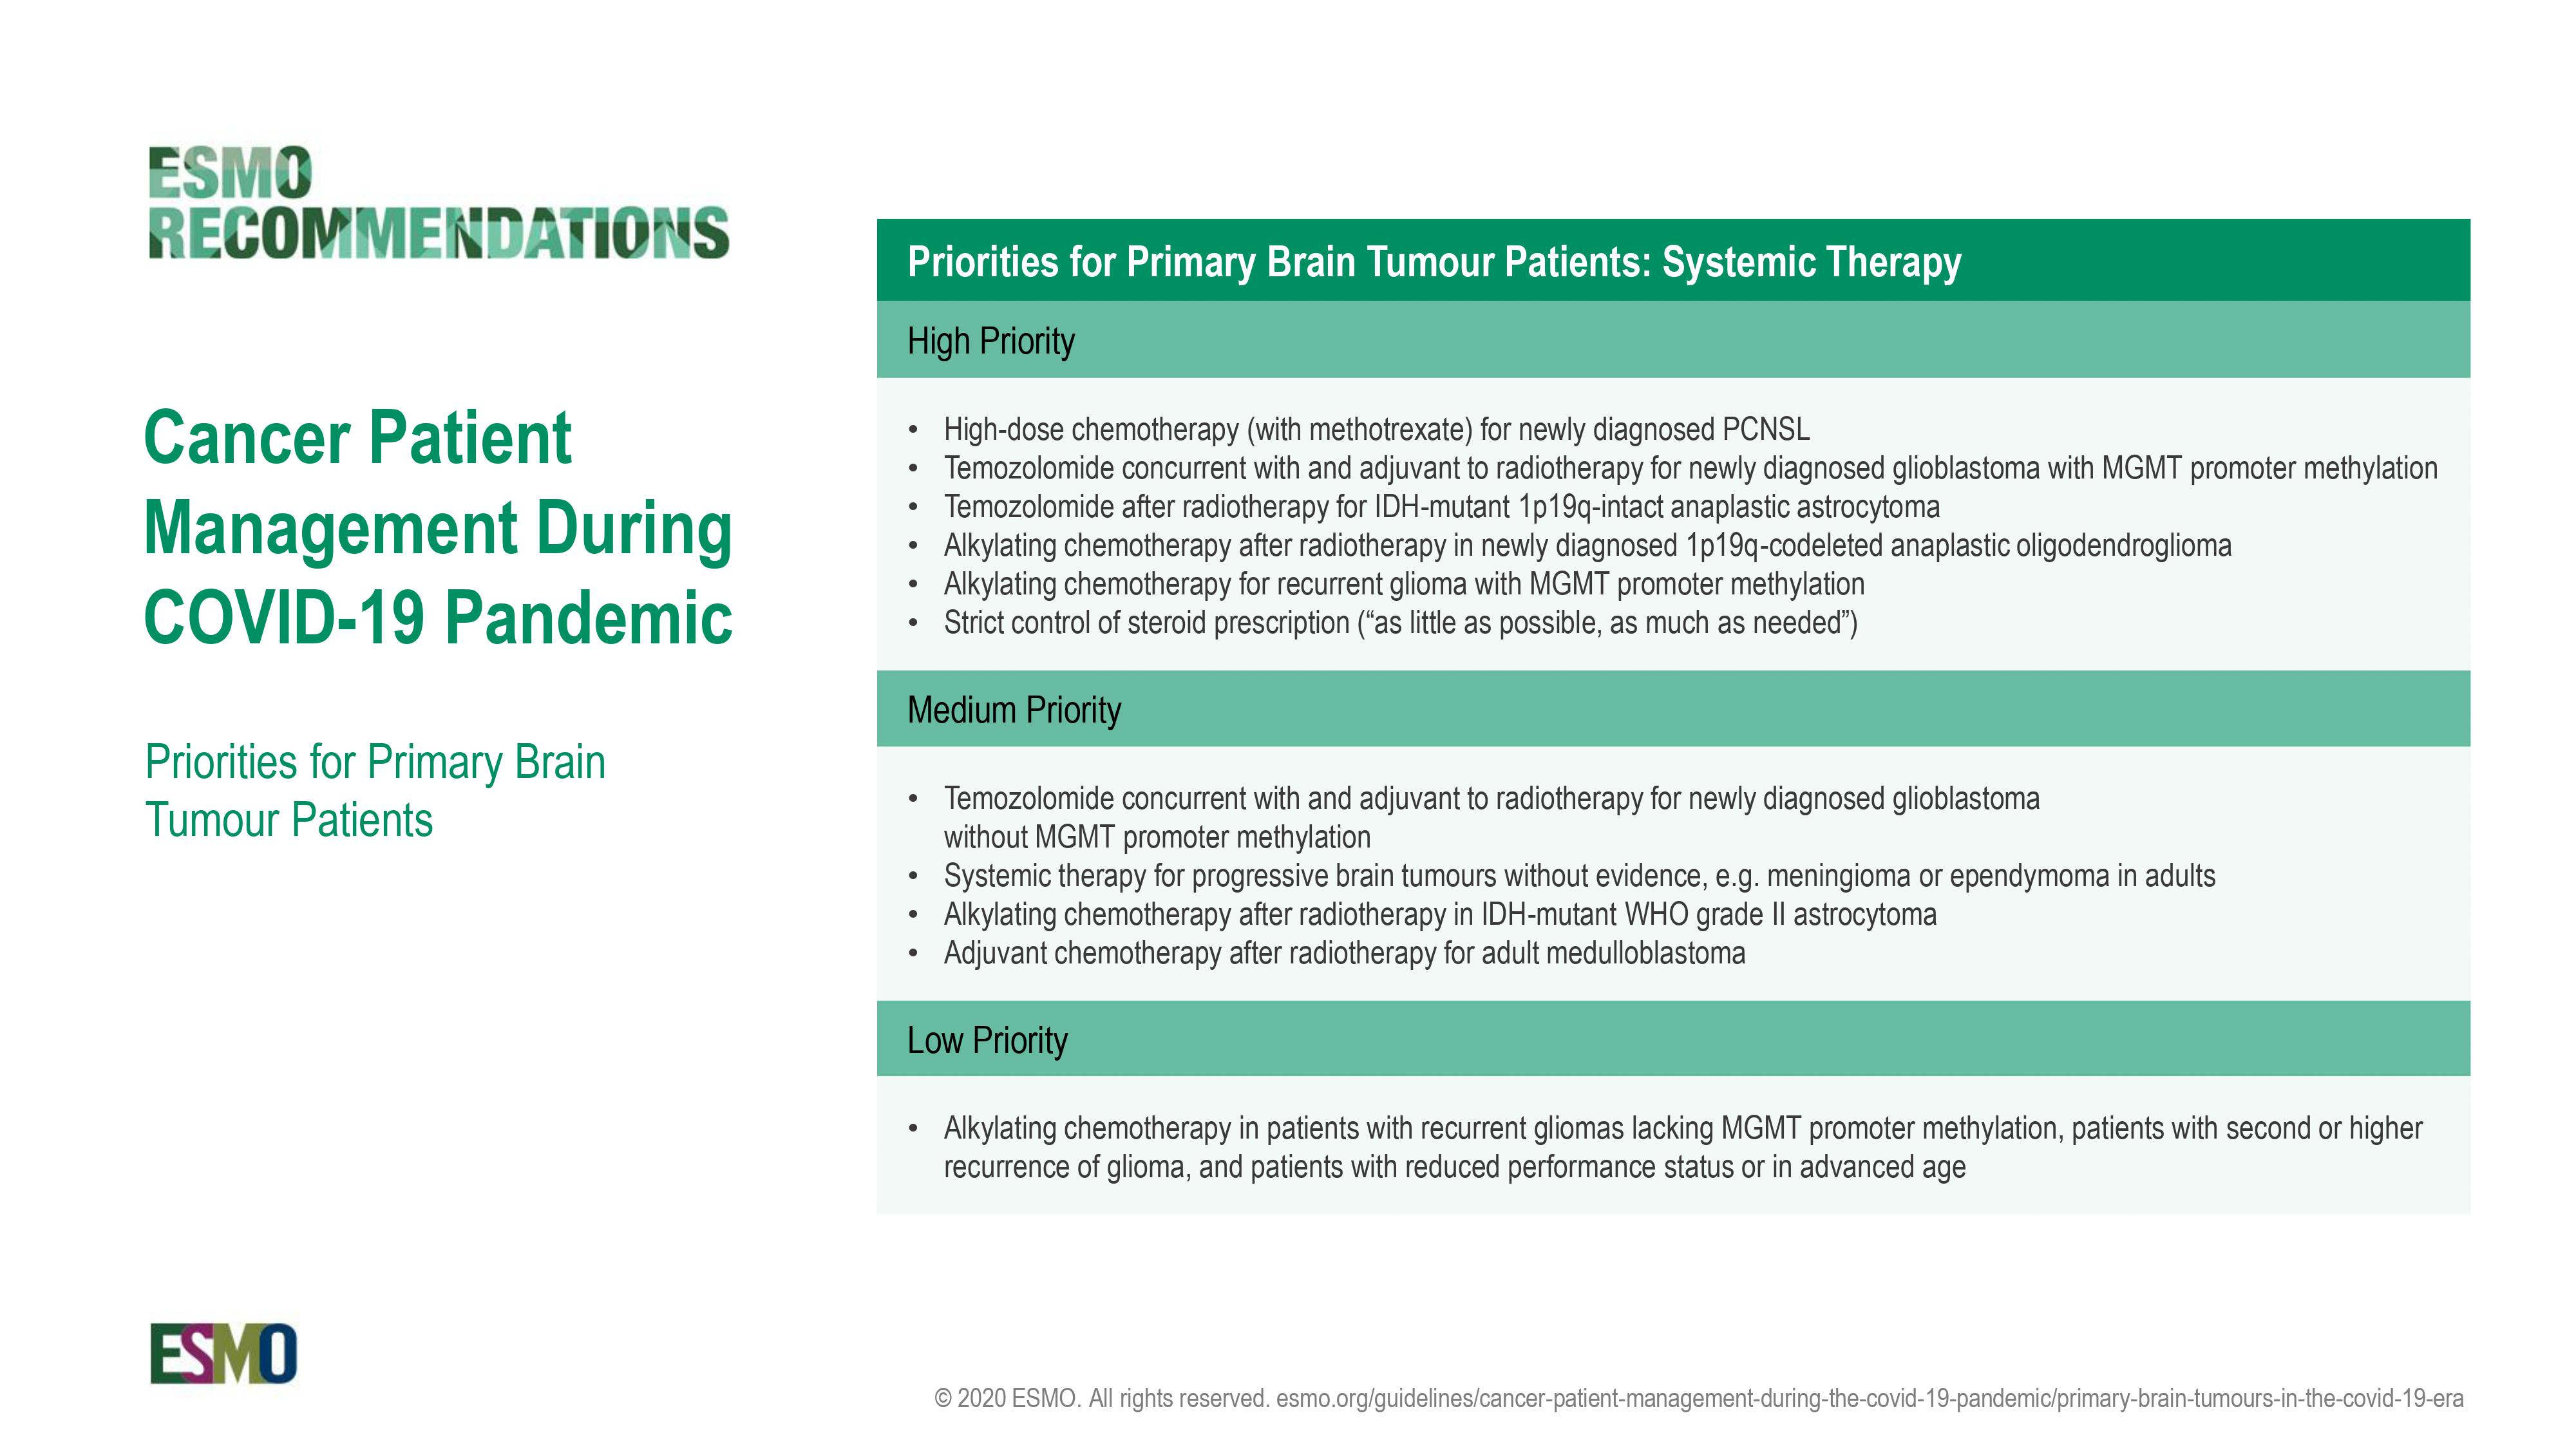 ESMO
RECOMMENDATIONS
Cancer Patient
Management During
COVID-19 Pandemic
Priorities for Primary Brain
Tumour Patients
Priorities for Primary Brain Tumour Patients: Systemic Therapy
High Priority
• High-dose chemotherapy (with methotrexate) for newly diagnosed PCNSL
• Temozolomide concurrent with and adjuvant to radiotherapy for newly diagnosed glioblastoma with MGMT promoter methylation
• Temozolomide after radiotherapy for IDH-mutant 1p19q-intact anaplastic astrocytoma
• Alkylating chemotherapy after radiotherapy in newly diagnosed 1p19q-codeleted anaplastic oligodendroglioma
• Alkylating chemotherapy for recurrent glioma with MGMT promoter methylation
• Strict control of steroid prescription (“as little as possible, as much as needed”)
Medium Priority
• Temozolomide concurrent with and adjuvant to radiotherapy for newly diagnosed glioblastoma
without MGMT promoter methylation
• Systemic therapy for progressive brain tumours without evidence, e.g. meningioma or ependymoma in adults
• Alkylating chemotherapy after radiotherapy in IDH-mutant WHO grade II astrocytoma
• Adjuvant chemotherapy after radiotherapy for adult medulloblastoma
Low Priority
• Alkylating chemotherapy in patients with recurrent gliomas lacking MGMT promoter methylation, patients with second or higher
recurrence of glioma, and patients with reduced performance status or in advanced age
ESMO
© 2020 ESMO. All rights reserved. esmo.org/guidelines/cancer-patient-management-during-the-covid-19-pandemic/primary-brain-tumours-in-the-covid-19-era